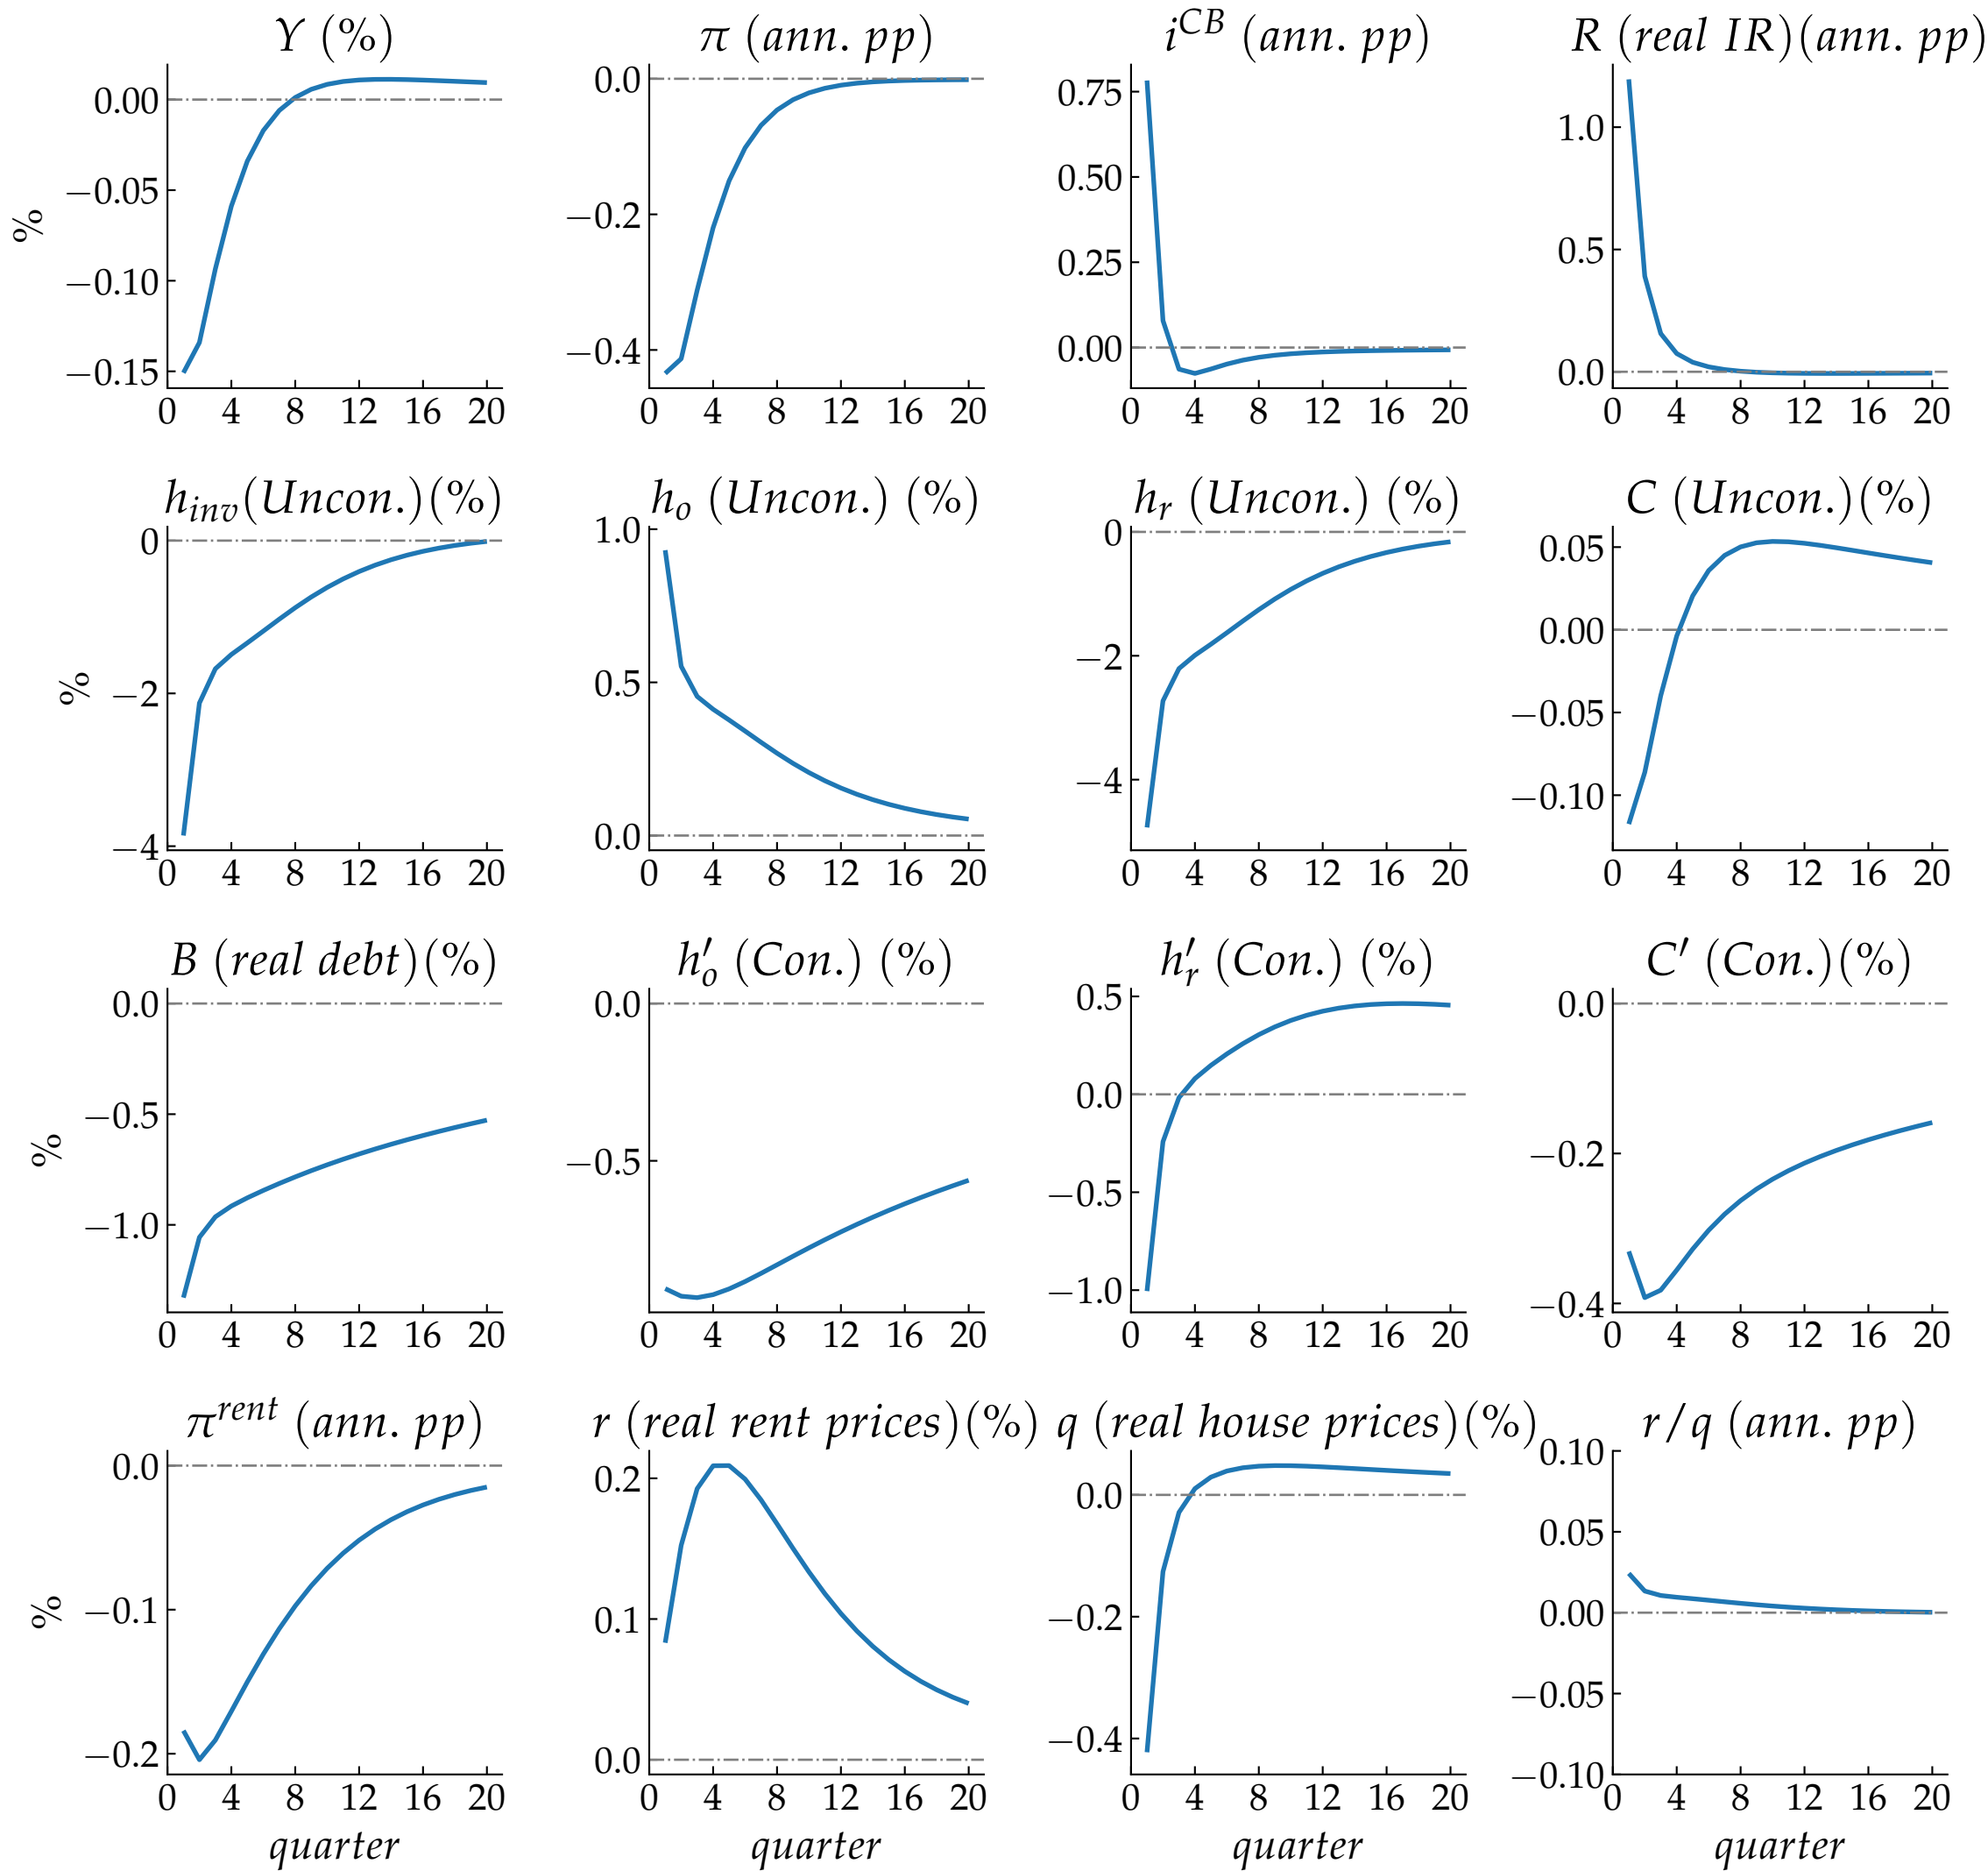 Y (%)
π (ann. pp)
i^{CB} (ann. pp)
R (real IR)(ann. pp)
%
0.00
−0.05
−0.10
−0.15
0 4 8 12 16 20
0.0
−0.2
−0.4
0 4 8 12 16 20
0.75
0.50
0.25
0.00
0 4 8 12 16 20
1.0
0.5
0.0
0 4 8 12 16 20
h_{inv}(Uncon.)(%)
h_o (Uncon.) (%)
h_r (Uncon.) (%)
C (Uncon.)(%)
%
0
−2
−4
0 4 8 12 16 20
1.0
0.5
0.0
0 4 8 12 16 20
0
−2
−4
0 4 8 12 16 20
0.05
0.00
−0.05
−0.10
0 4 8 12 16 20
B (real debt)(%)
h′_o (Con.) (%)
h′_r (Con.) (%)
C′ (Con.)(%)
%
0.0
−0.5
−1.0
0 4 8 12 16 20
0.0
−0.5
0 4 8 12 16 20
0.5
0.0
−0.5
−1.0
0 4 8 12 16 20
0.0
−0.2
−0.4
0 4 8 12 16 20
π^{rent} (ann. pp)
r (real rent prices)(%)
q (real house prices)(%)
r/q (ann. pp)
%
0.0
−0.1
−0.2
0 4 8 12 16 20
quarter
0.2
0.1
0.0
0 4 8 12 16 20
quarter
0.0
−0.2
−0.4
0 4 8 12 16 20
quarter
0.10
0.05
0.00
−0.05
−0.10
0 4 8 12 16 20
quarter